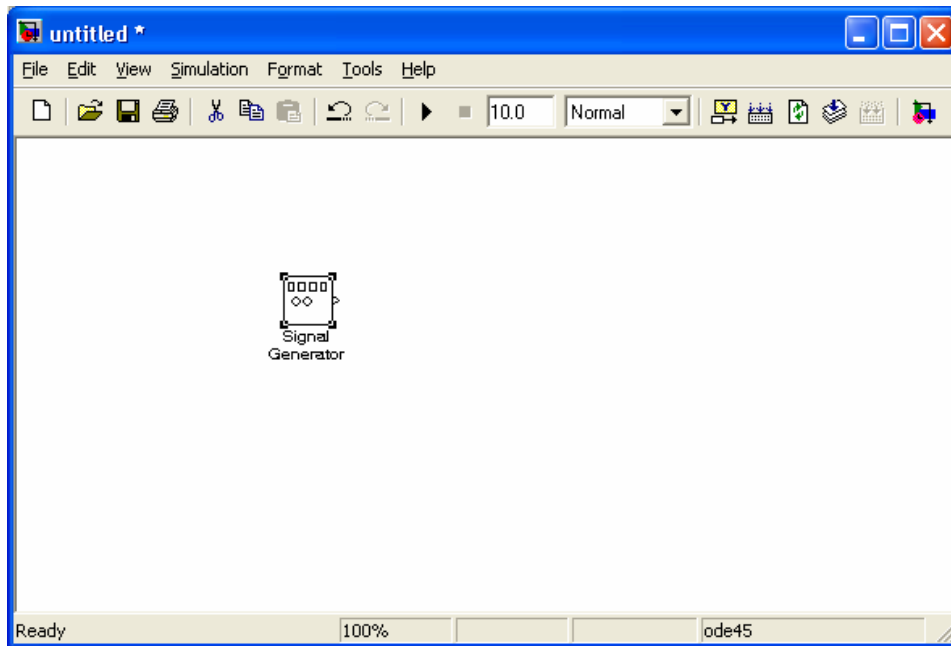 untitled *
File Edit View Simulation Format Tools Help
10.0 Normal
Signal
Generator
Ready 100% ode45